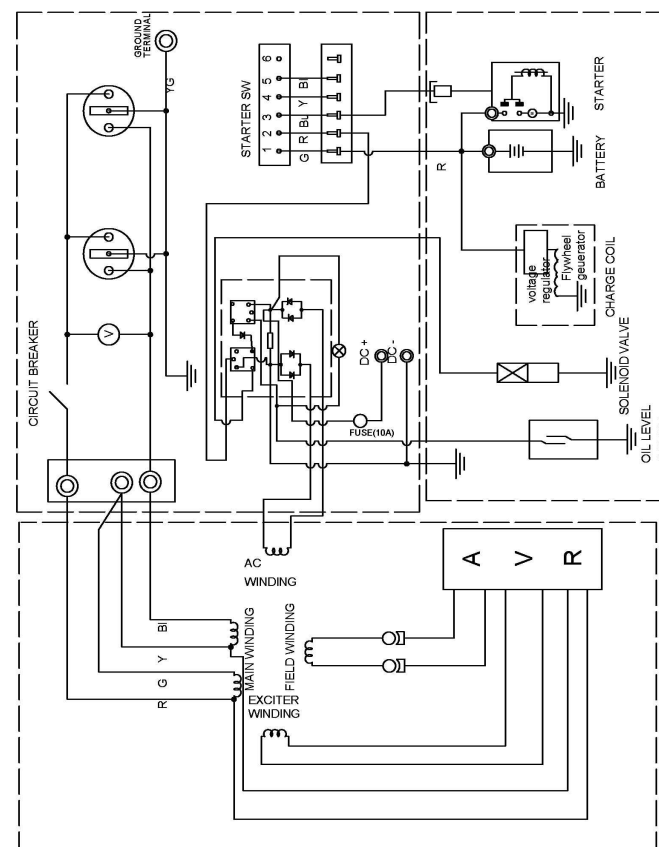 GROUND
TERMINAL
YG
STARTER SW
6
5
4
3
2
1
Bl
Y
BL
R
G
R
STARTER
BATTERY
voltage
regulator
Flywheel
geuerator
CHARGE COIL
SOLENOID VALVE
OIL LEVEL
CIRCUIT BREAKER
V
DC +
DC -
FUSE(10A)
AC
WINDING
Bl
Y
G
R
MAIN WINDING
FIELD WINDING
EXCITER
WINDING
A V R